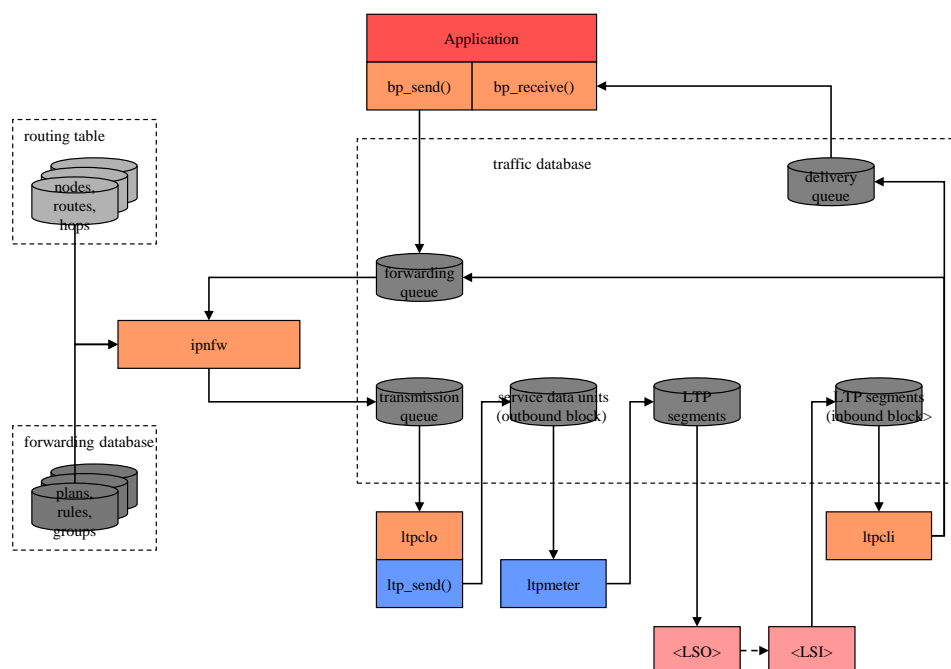 Application
bp_send()
bp_receive()
routing table
nodes,
routes,
hops
traffic database
delivery
queue
forwarding
queue
ipnfw
transmission
queue
service data units
(outbound block)
LTP
segments
LTP segments
(inbound block>
forwarding database
plans,
rules,
groups
ltpclo
ltp_send()
ltpmeter
ltpcli
<LSO>
<LSI>